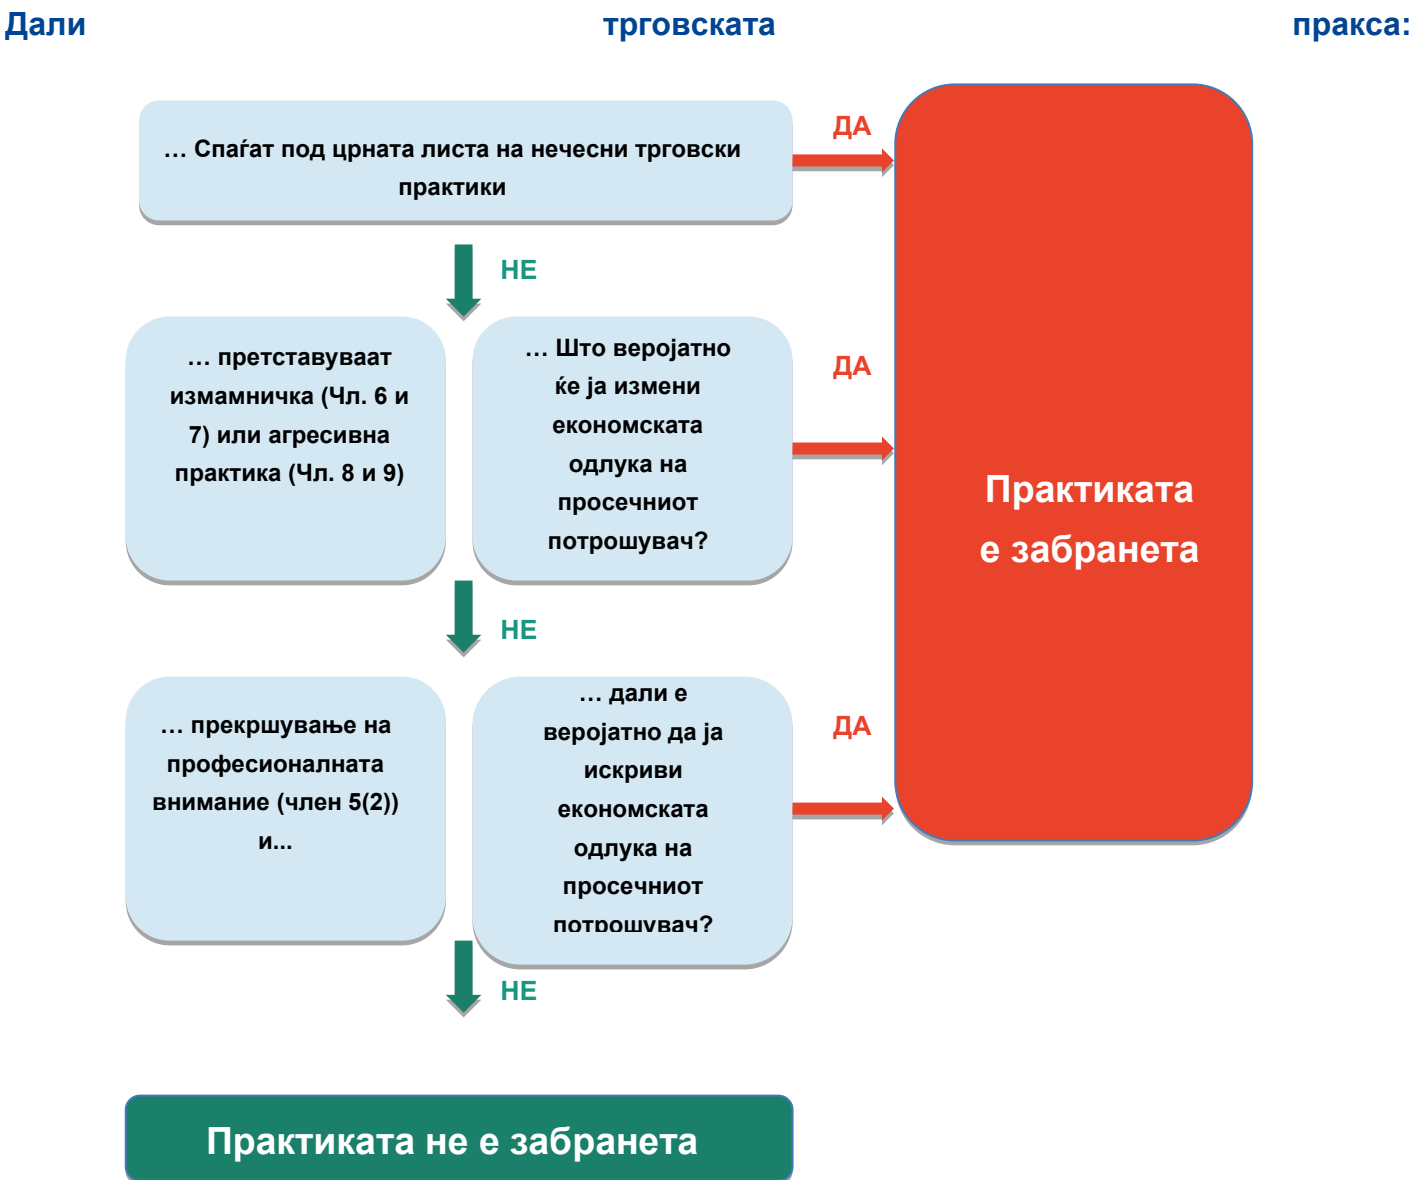 Дали трговската пракса:
… Спаѓат под црната листа на нечесни трговски
практики
ДА
НЕ
… претставуваат
измамничка (Чл. 6 и
7) или агресивна
практика (Чл. 8 и 9)
… Што веројатно
ќе ја измени
економската
одлука на
просечниот
потрошувач?
ДА
Практиката
е забранета
НЕ
… прекршување на
професионалната
внимание (член 5(2))
и...
… дали е
веројатно да ја
искриви
економската
одлука на
просечниот
потрошувач?
ДА
НЕ
Практиката не е забранета